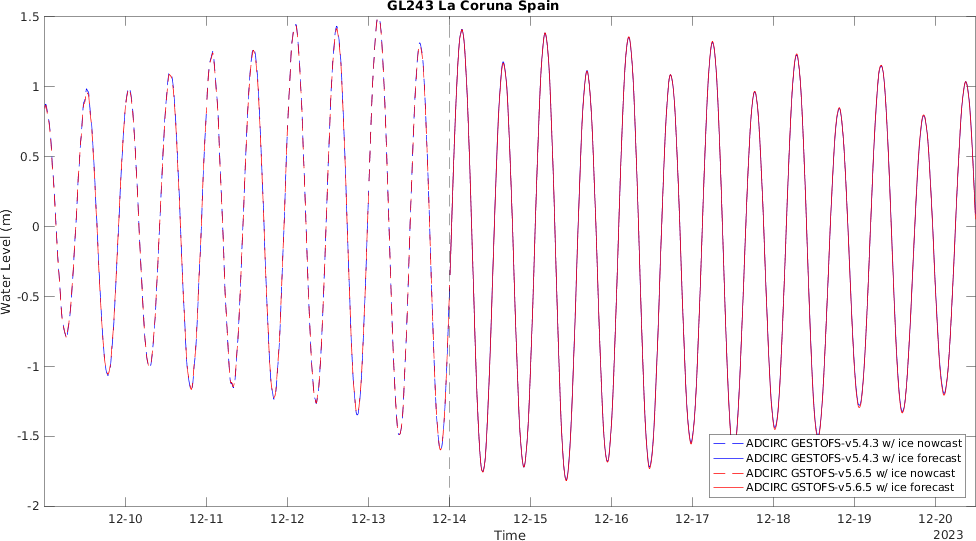 GL243 La Coruna Spain
1.5
1
0.5
0
-0.5
-1
-1.5
-2
Water Level (m)
ADCIRC GESTOFS-v5.4.3 w/ ice nowcast
ADCIRC GESTOFS-v5.4.3 w/ ice forecast
ADCIRC GSTOFS-v5.6.5 w/ ice nowcast
ADCIRC GSTOFS-v5.6.5 w/ ice forecast
12-10 12-11 12-12 12-13 12-14 12-15 12-16 12-17 12-18 12-19 12-20
2023
Time